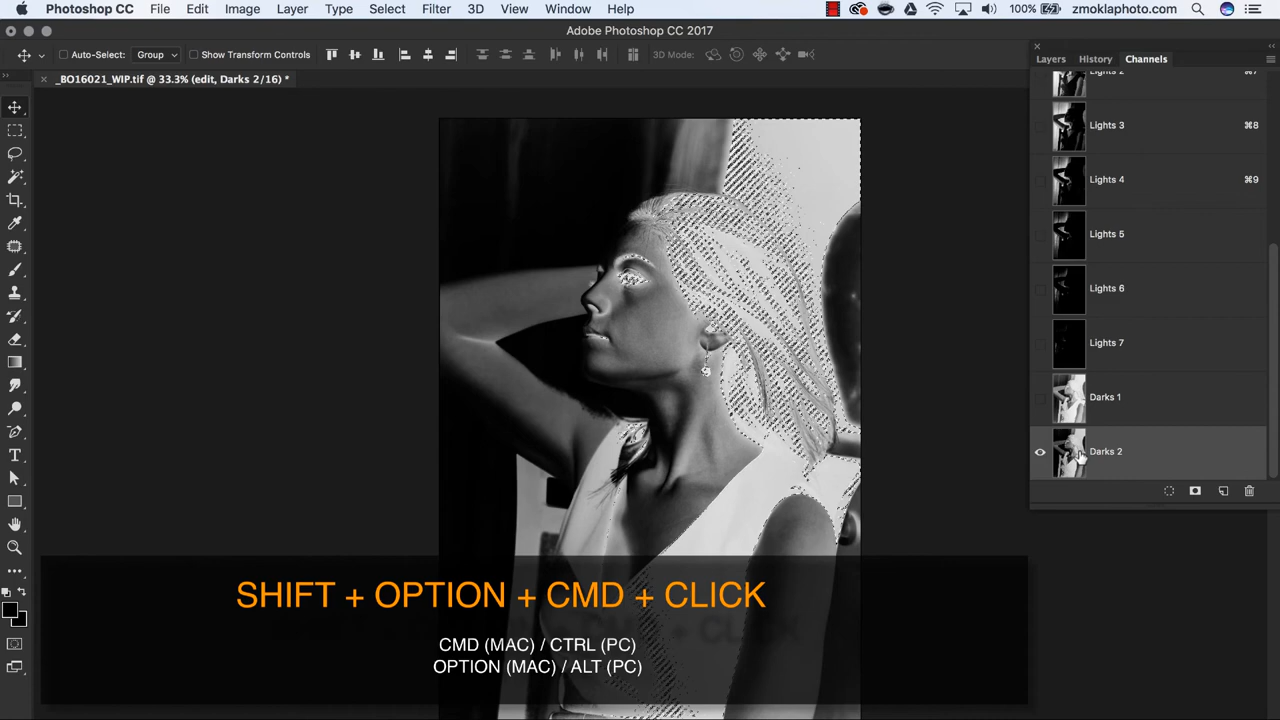 Photoshop CC File Edit Image Layer Type Select Filter 3D View Window Help 100% zmoklaphoto.com
Adobe Photoshop CC 2017
Auto-Select: Group Show Transform Controls 3D Mode:
_BO16021_WIP.tif @ 33.3% (edit, Darks 2/16) *
Layers History Channels
Lights 2 ⌘7
Lights 3 ⌘8
Lights 4 ⌘9
Lights 5
Lights 6
Lights 7
Darks 1
Darks 2
SHIFT + OPTION + CMD + CLICK
CMD (MAC) / CTRL (PC)
OPTION (MAC) / ALT (PC)